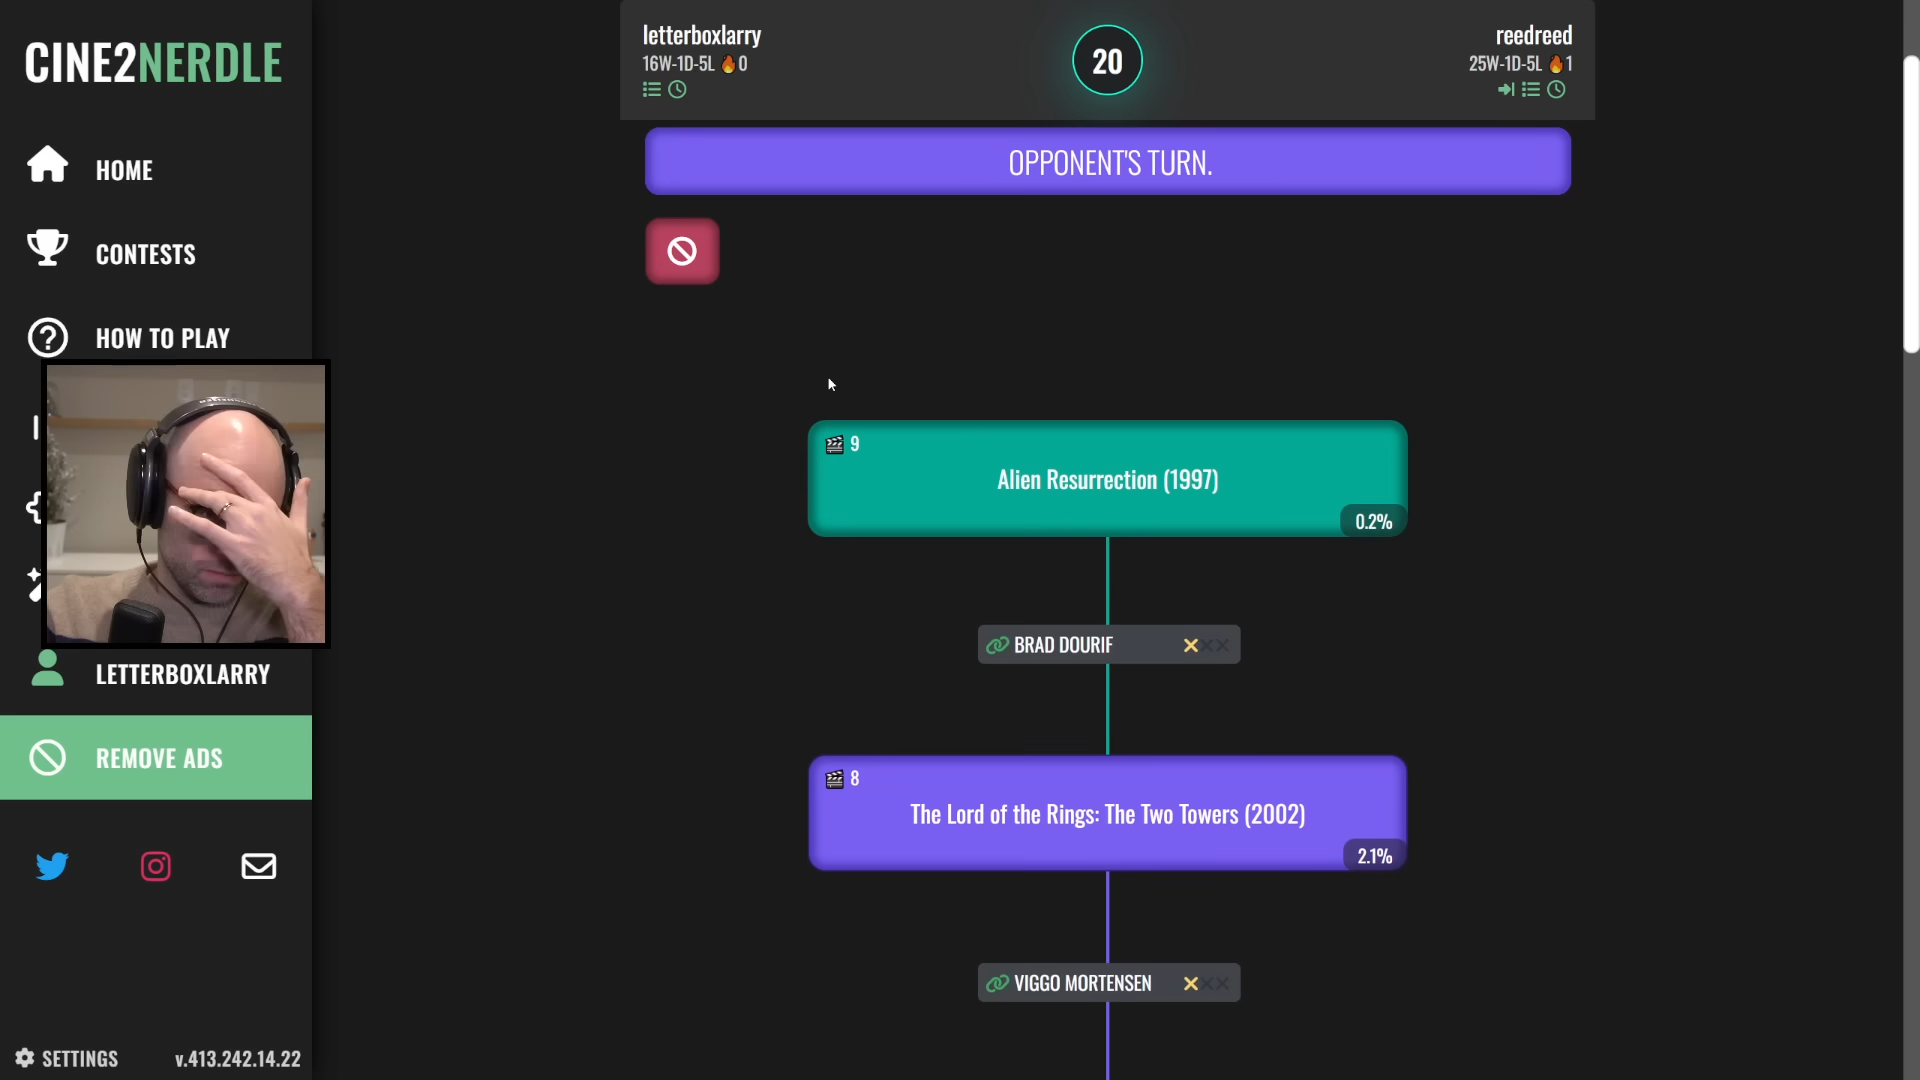 CINE2NERDLE
HOME
CONTESTS
HOW TO PLAY
LETTERBOXLARRY
REMOVE ADS
SETTINGS
v.413.242.14.22
letterboxlarry
16W-1D-5L 🔥0
20
reedreed
25W-1D-5L 🔥1
OPPONENT'S TURN.
9
Alien Resurrection (1997)
0.2%
BRAD DOURIF
8
The Lord of the Rings: The Two Towers (2002)
2.1%
VIGGO MORTENSEN